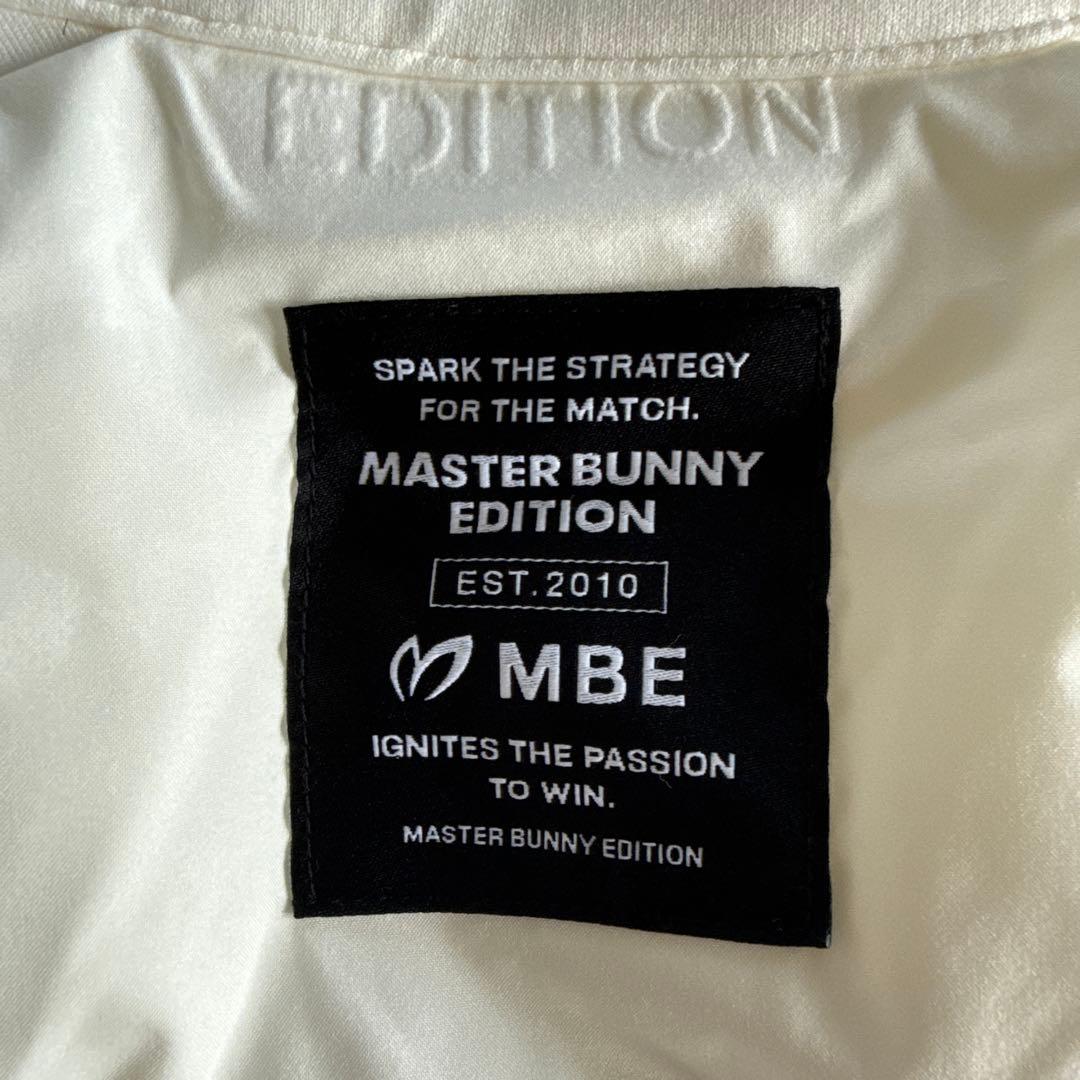 EDITION
SPARK THE STRATEGY
FOR THE MATCH.
MASTER BUNNY
EDITION
EST.2010
MBE
IGNITES THE PASSION
TO WIN.
MASTER BUNNY EDITION